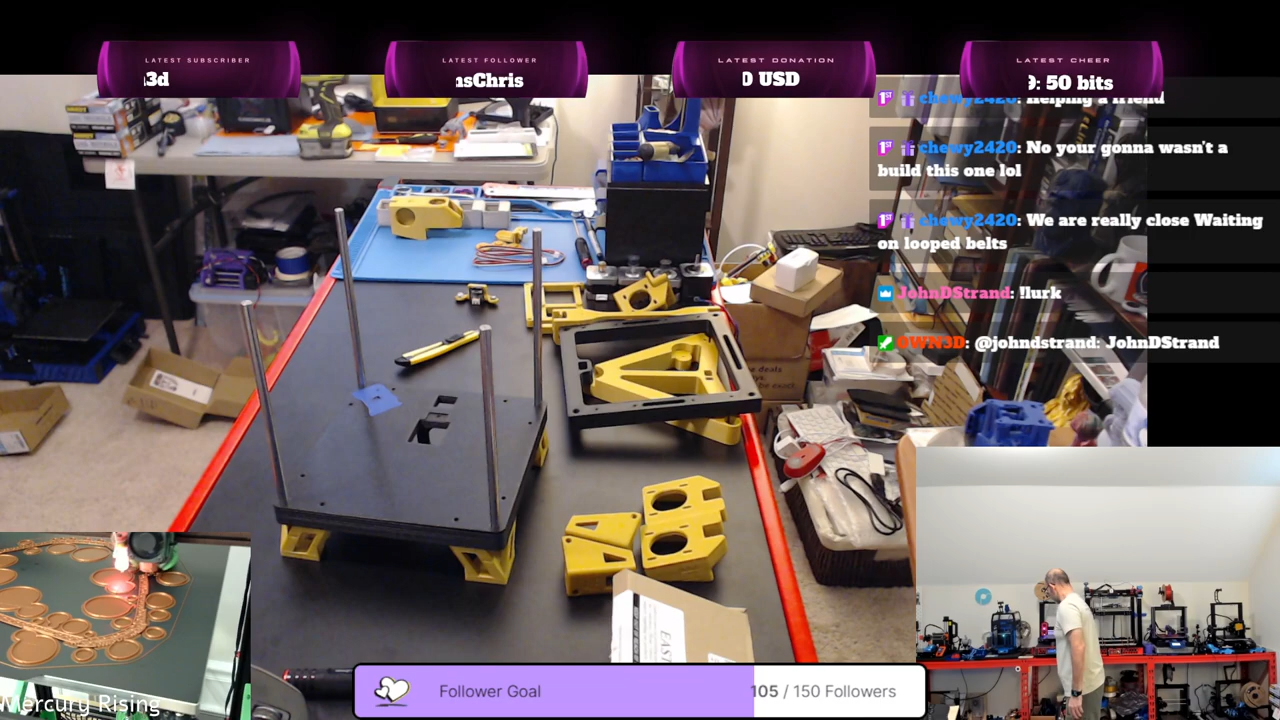 LATEST SUBSCRIBER
3d
LATEST FOLLOWER
nsChris
LATEST DONATION
0 USD
LATEST CHEER
9: 50 bits
chewy2420: Helping a friend
chewy2420: No your gonna wasn't a
build this one lol
chewy2420: We are really close Waiting
on looped belts
JohnDStrand: !lurk
OWN3D: @johndstrand: JohnDStrand
Mercury Rising
Follower Goal
105 / 150 Followers